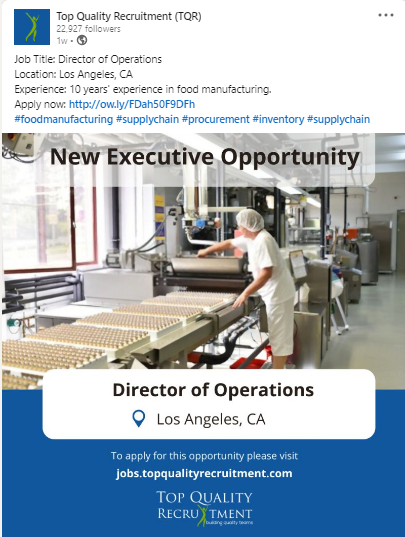 Top Quality Recruitment (TQR)
22,927 followers
1w •
Job Title: Director of Operations
Location: Los Angeles, CA
Experience: 10 years' experience in food manufacturing.
Apply now: http://ow.ly/FDah50F9DFh
#foodmanufacturing #supplychain #procurement #inventory #supplychain
New Executive Opportunity
Director of Operations
Los Angeles, CA
To apply for this opportunity please visit
jobs.topqualityrecruitment.com
TOP QUALITY
RECRUITMENT
building quality teams